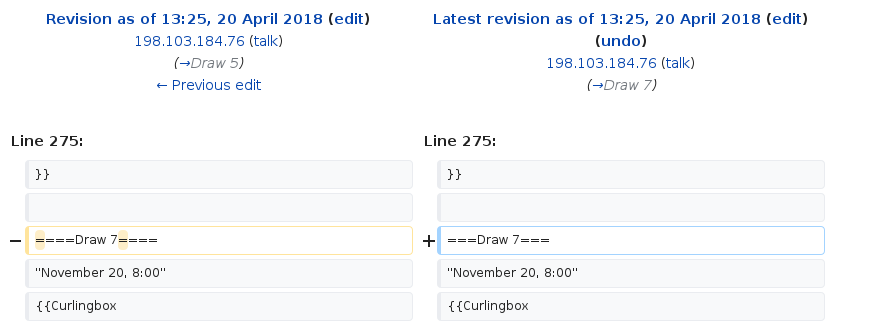 Revision as of 13:25, 20 April 2018 (edit)
198.103.184.76 (talk)
(→Draw 5)
← Previous edit
Latest revision as of 13:25, 20 April 2018 (edit)
(undo)
198.103.184.76 (talk)
(→Draw 7)
Line 275:
Line 275:
}}
}}
− ====Draw 7====
+ ===Draw 7===
"November 20, 8:00"
"November 20, 8:00"
{{Curlingbox
{{Curlingbox